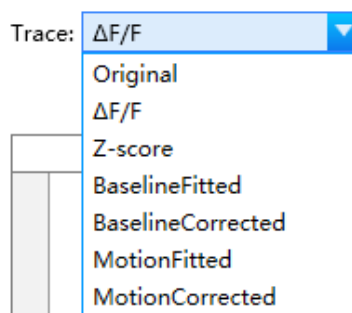 Trace: ΔF/F
Original
ΔF/F
Z-score
BaselineFitted
BaselineCorrected
MotionFitted
MotionCorrected